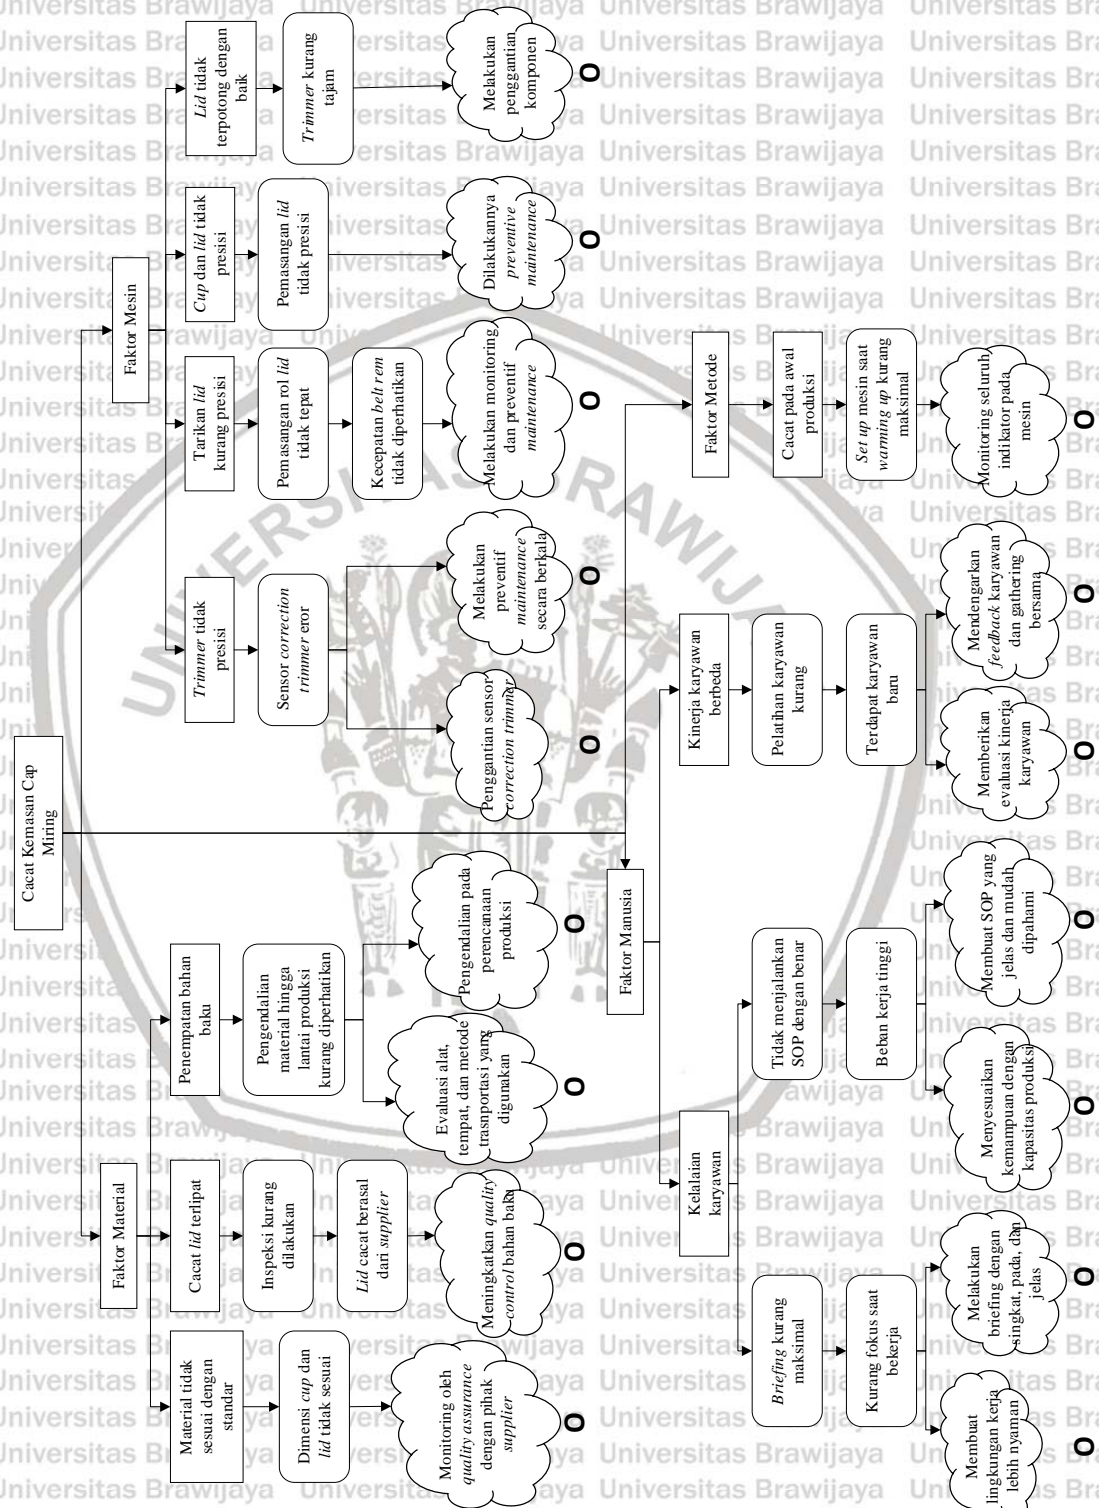 Cacat Kemasan Cap
Miring
Faktor Material
Faktor Mesin
Material tidak
sesuai dengan
standar
Cacat lid terlipat
Penempatan bahan
baku
Trimmer tidak
presisi
Tarikan lid
kurang presisi
Cup dan lid tidak
presisi
Lid tidak
terpotong dengan
baik
Dimensi cup dan
lid tidak sesuai
Inspeksi kurang
dilakukan
Pengendalian
material hingga
lantai produksi
kurang diperhatikan
Sensor correction
trimmer eror
Pemasangan rol lid
tidak tepat
Pemasangan lid
tidak presisi
Trimmer kurang
tajam
Lid cacat berasal
dari supplier
Kecepatan belt rem
tidak diperhatikan
Monitoring oleh
quality assurance
dengan pihak
supplier
O
Meningkatkan quality
control bahan baku
O
Evaluasi alat,
tempat, dan metode
trasnportasi yang
digunakan
O
Pengendalian pada
perencanaan
produksi
O
Penggantian sensor
correction trimmer
O
Melakukan
preventif
maintenance
secara berkala
O
Melakukan monitoring
dan preventif
maintenance
O
Dilakukannya
preventive
maintenance
O
Melakukan
penggantian
komponen
O
Faktor Manusia
Faktor Metode
Kelalaian
karyawan
Kinerja karyawan
berbeda
Cacat pada awal
produksi
Briefing kurang
maksimal
Tidak menjalankan
SOP dengan benar
Pelatihan karyawan
kurang
Set up mesin saat
warming up kurang
maksimal
Kurang fokus saat
bekerja
Beban kerja tinggi
Terdapat karyawan
baru
Membuat
lingkungan kerja
lebih nyaman
O
Melakukan
briefing dengan
singkat, pada, dan
jelas
O
Menyesuaikan
kemampuan dengan
kapasitas produksi
O
Membuat SOP yang
jelas dan mudah
dipahami
O
Memberikan
evaluasi kinerja
karyawan
O
Mendengarkan
feedback karyawan
dan gathering
bersama
O
Monitoring seluruh
indikator pada
mesin
O
UNIVERSITAS BRAWIJAYA
Universitas Brawijaya